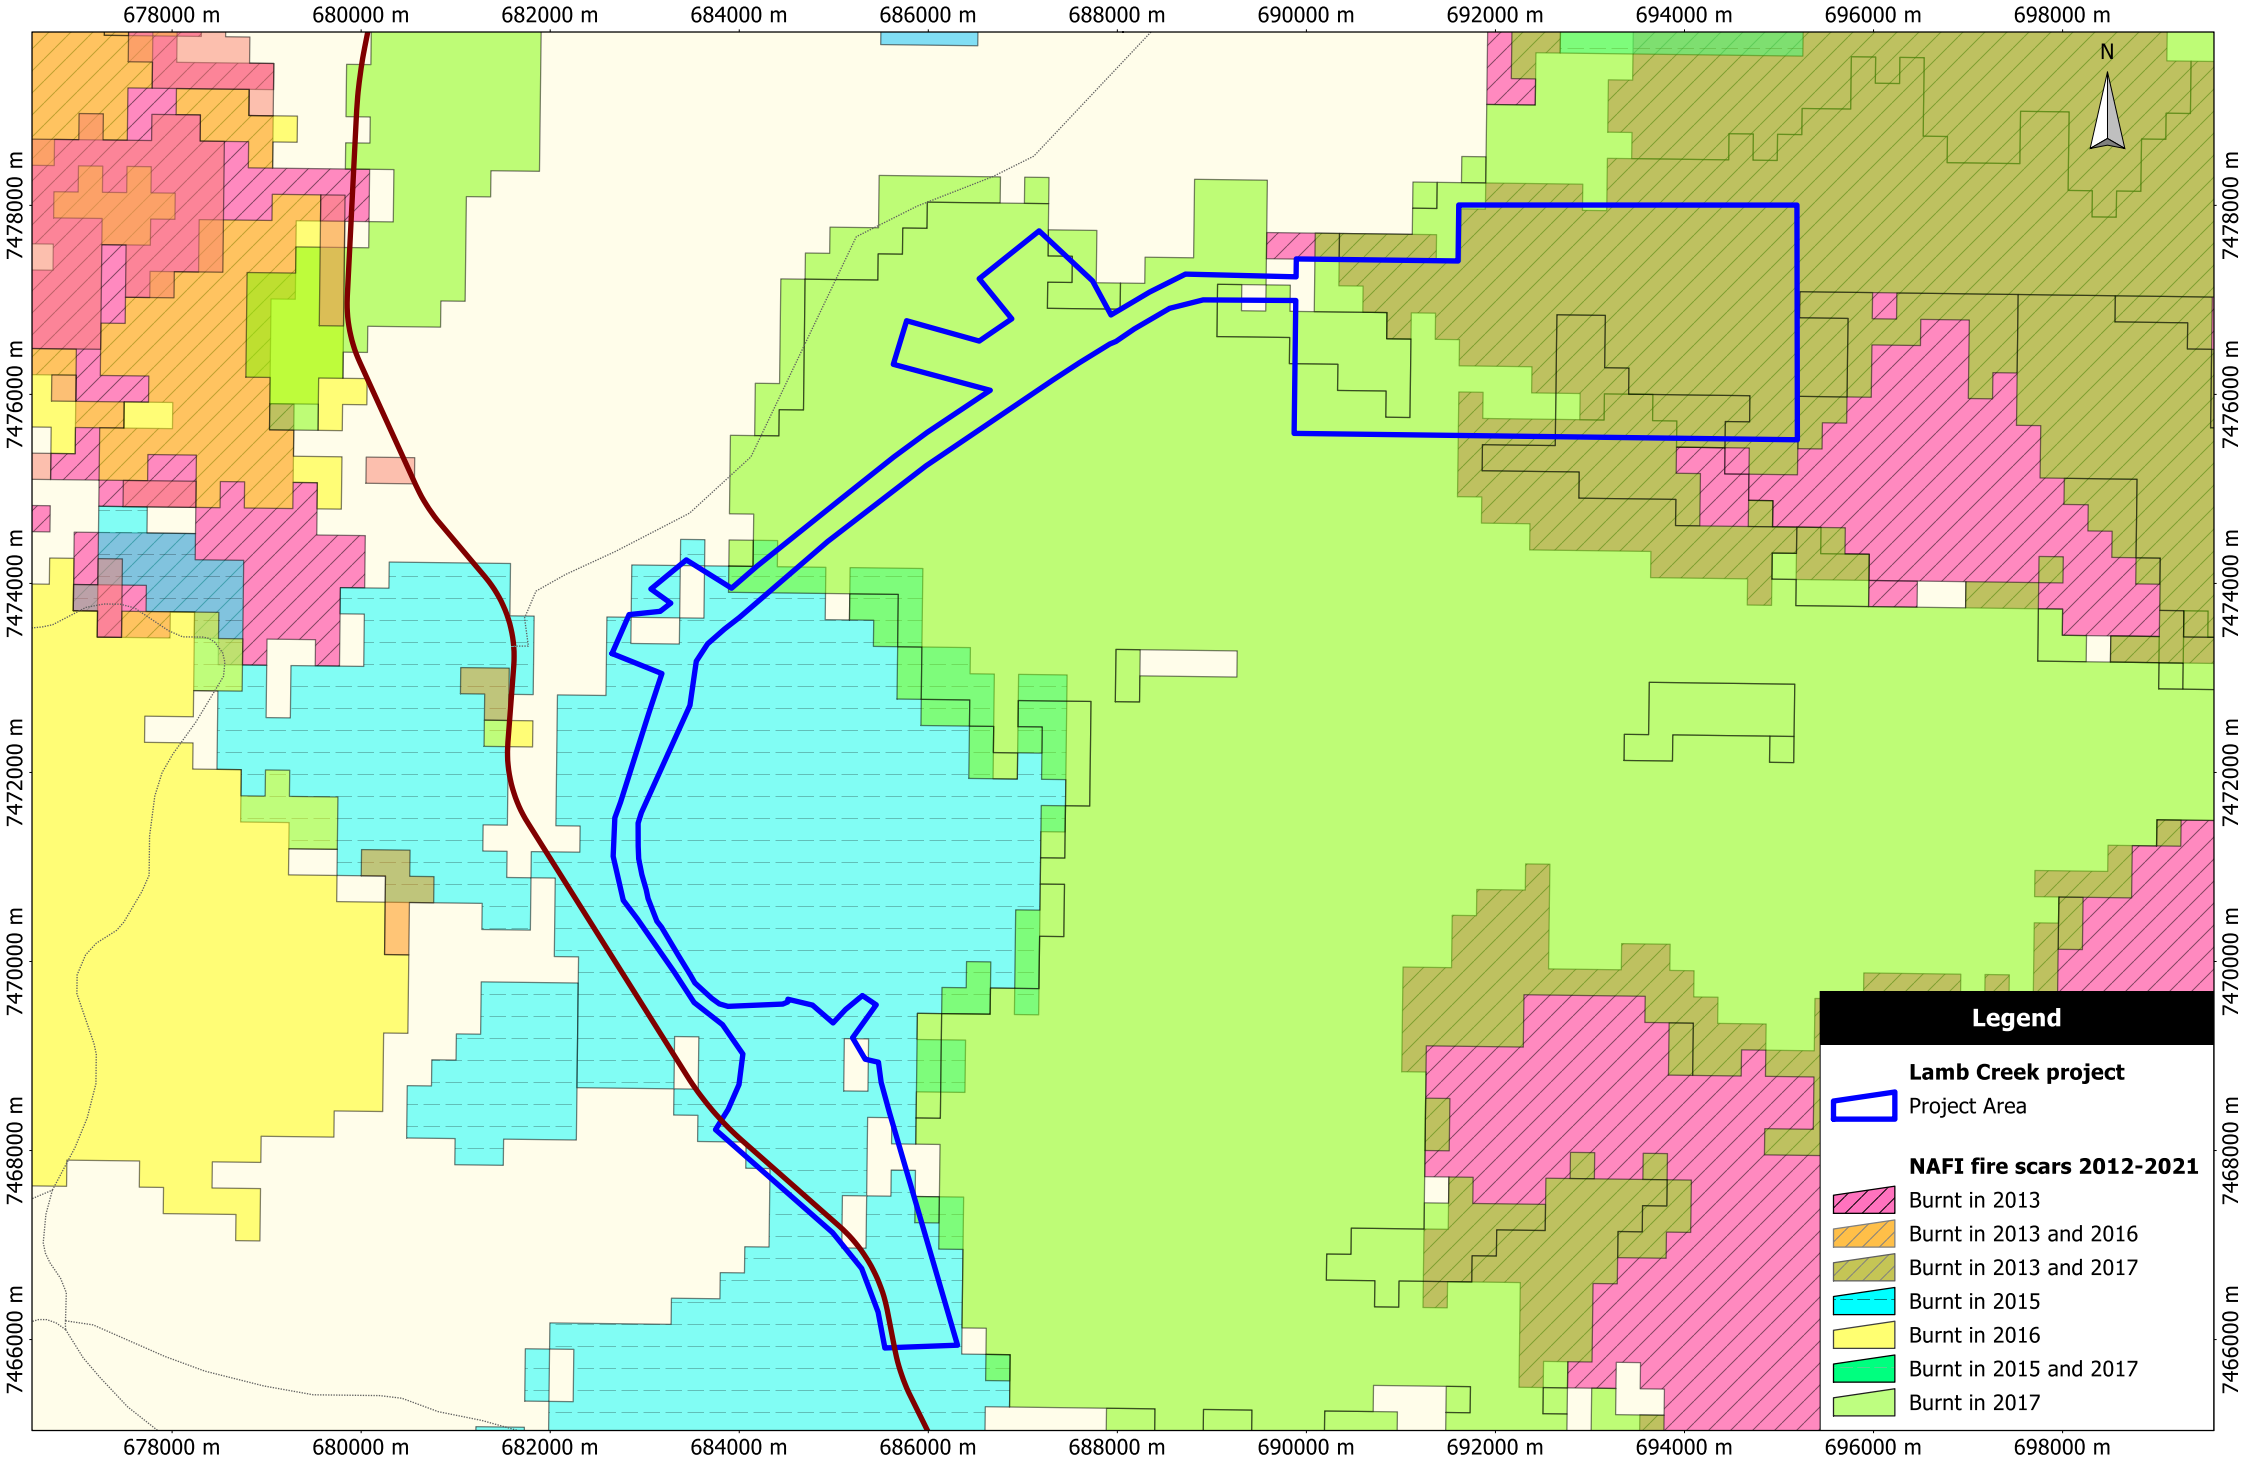 678000 m 680000 m 682000 m 684000 m 686000 m 688000 m 690000 m 692000 m 694000 m 696000 m 698000 m
N
7478000 m 7478000 m
7476000 m 7476000 m
7474000 m 7474000 m
7472000 m 7472000 m
7470000 m 7470000 m
7468000 m 7468000 m
7466000 m 7466000 m
Legend
Lamb Creek project
Project Area
NAFI fire scars 2012-2021
Burnt in 2013
Burnt in 2013 and 2016
Burnt in 2013 and 2017
Burnt in 2015
Burnt in 2016
Burnt in 2015 and 2017
Burnt in 2017
678000 m 680000 m 682000 m 684000 m 686000 m 688000 m 690000 m 692000 m 694000 m 696000 m 698000 m